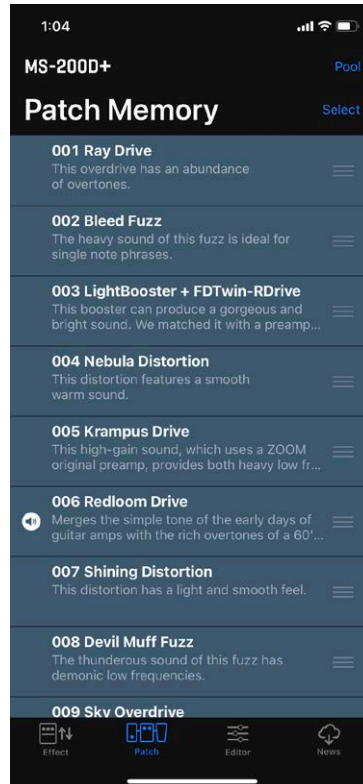 1:04
MS-200D+
Pool
Patch Memory
Select
001 Ray Drive
This overdrive has an abundance
of overtones.
002 Bleed Fuzz
The heavy sound of this fuzz is ideal for
single note phrases.
003 LightBooster + FDTwin-RDrive
This booster can produce a gorgeous and
bright sound. We matched it with a preamp...
004 Nebula Distortion
This distortion features a smooth
warm sound.
005 Krampus Drive
This high-gain sound, which uses a ZOOM
original preamp, provides both heavy low fr...
006 Redloom Drive
Merges the simple tone of the early days of
guitar amps with the rich overtones of a 60'...
007 Shining Distortion
This distortion has a light and smooth feel.
008 Devil Muff Fuzz
The thunderous sound of this fuzz has
demonic low frequencies.
009 Sky Overdrive
Effect
Patch
Editor
News